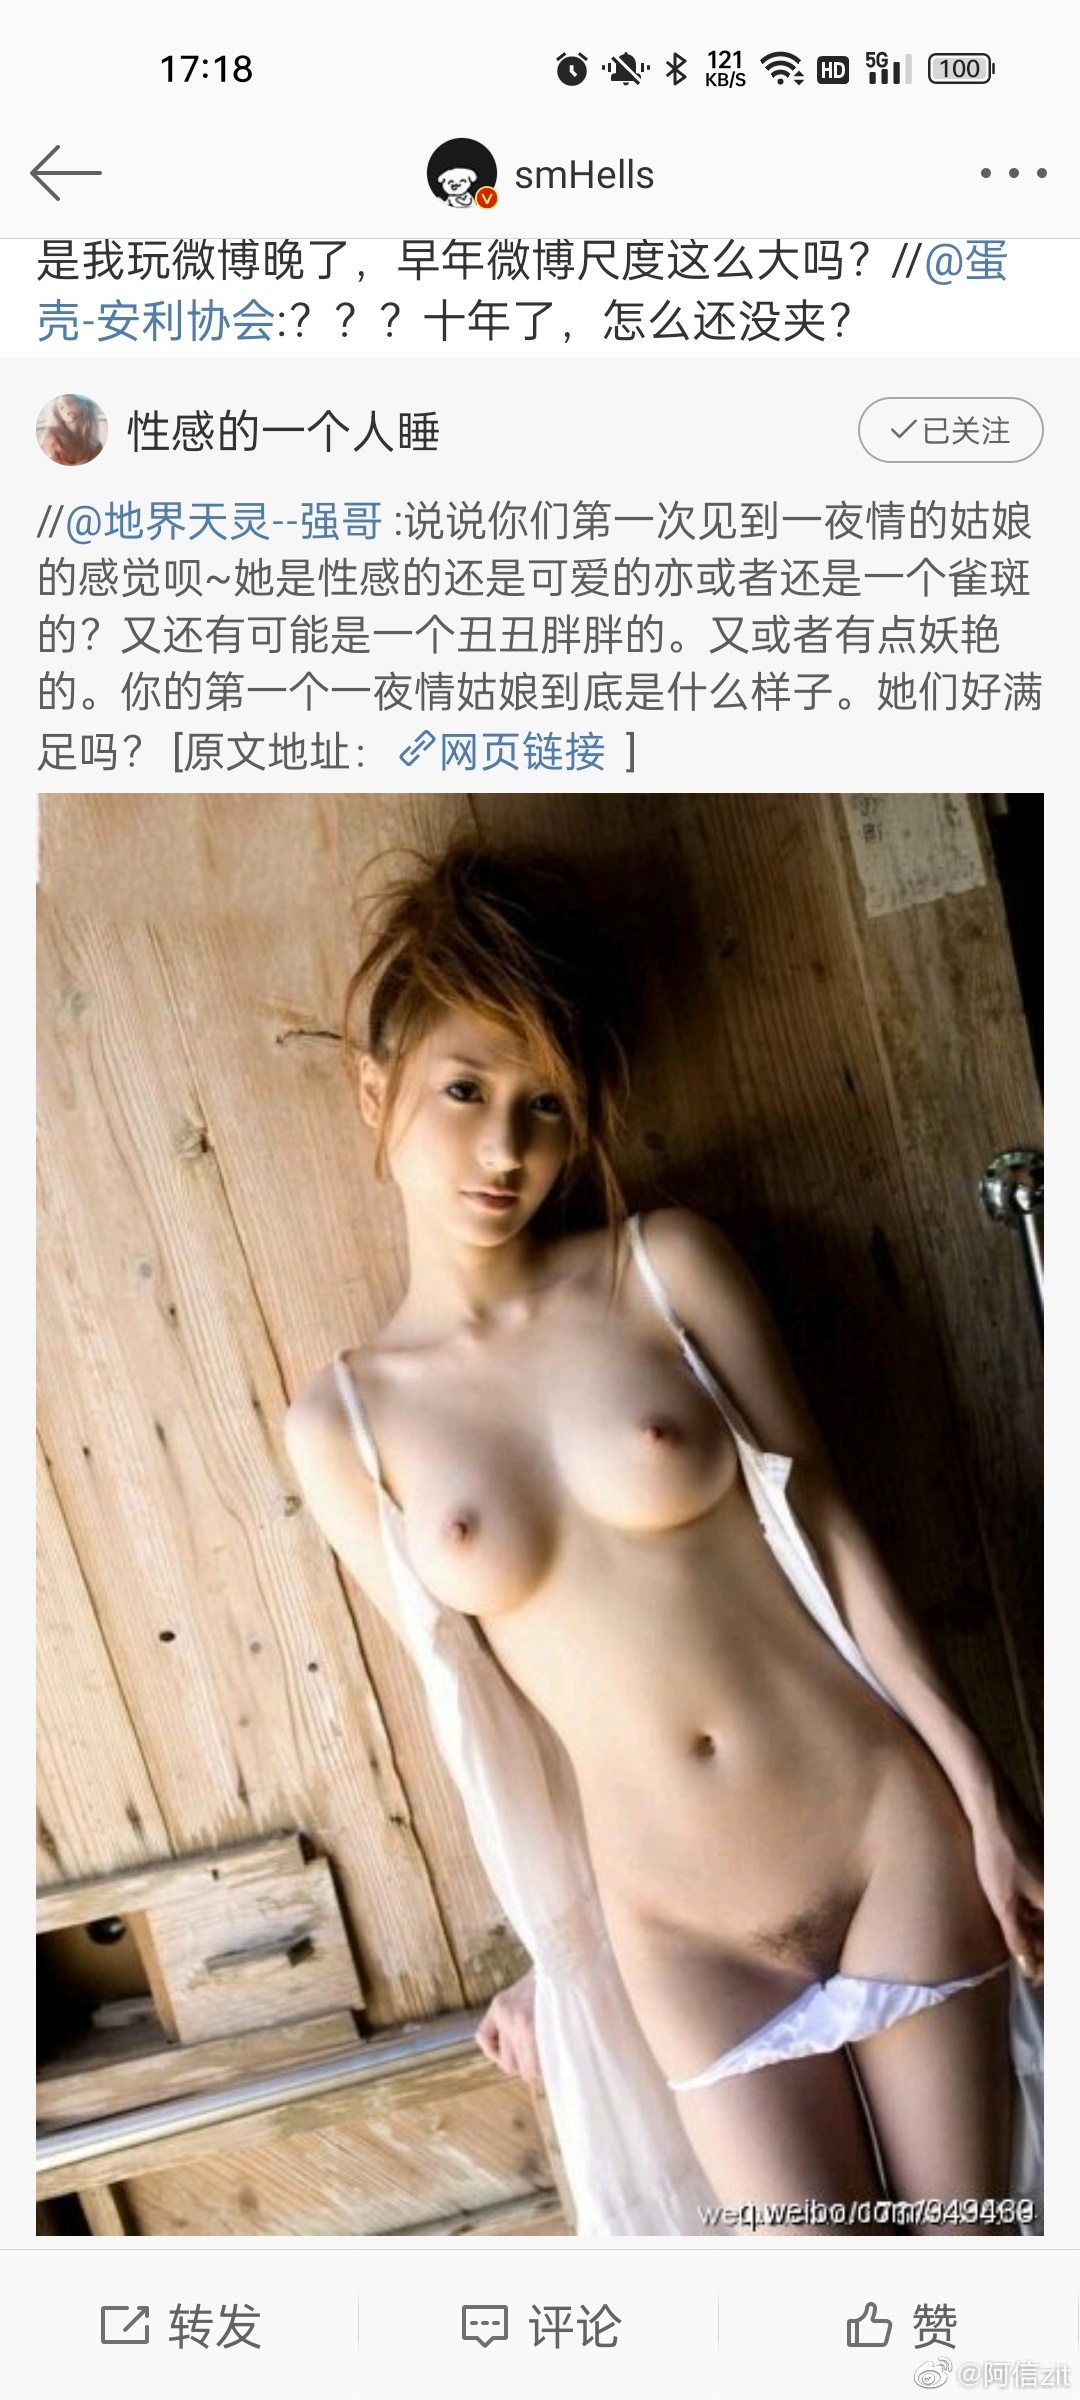 17:18
121
KB/S
HD
5G
100
smHells
是我玩微博晚了，早年微博尺度这么大吗？//@蛋
壳-安利协会:？？？十年了，怎么还没夹？
性感的一个人睡
已关注
//@地界天灵--强哥 :说说你们第一次见到一夜情的姑娘
的感觉呗~她是性感的还是可爱的亦或者还是一个雀斑
的？又还有可能是一个丑丑胖胖的。又或者有点妖艳
的。你的第一个一夜情姑娘到底是什么样子。她们好满
足吗？ [原文地址： 网页链接 ]
转发
评论
赞
@阿信zlt